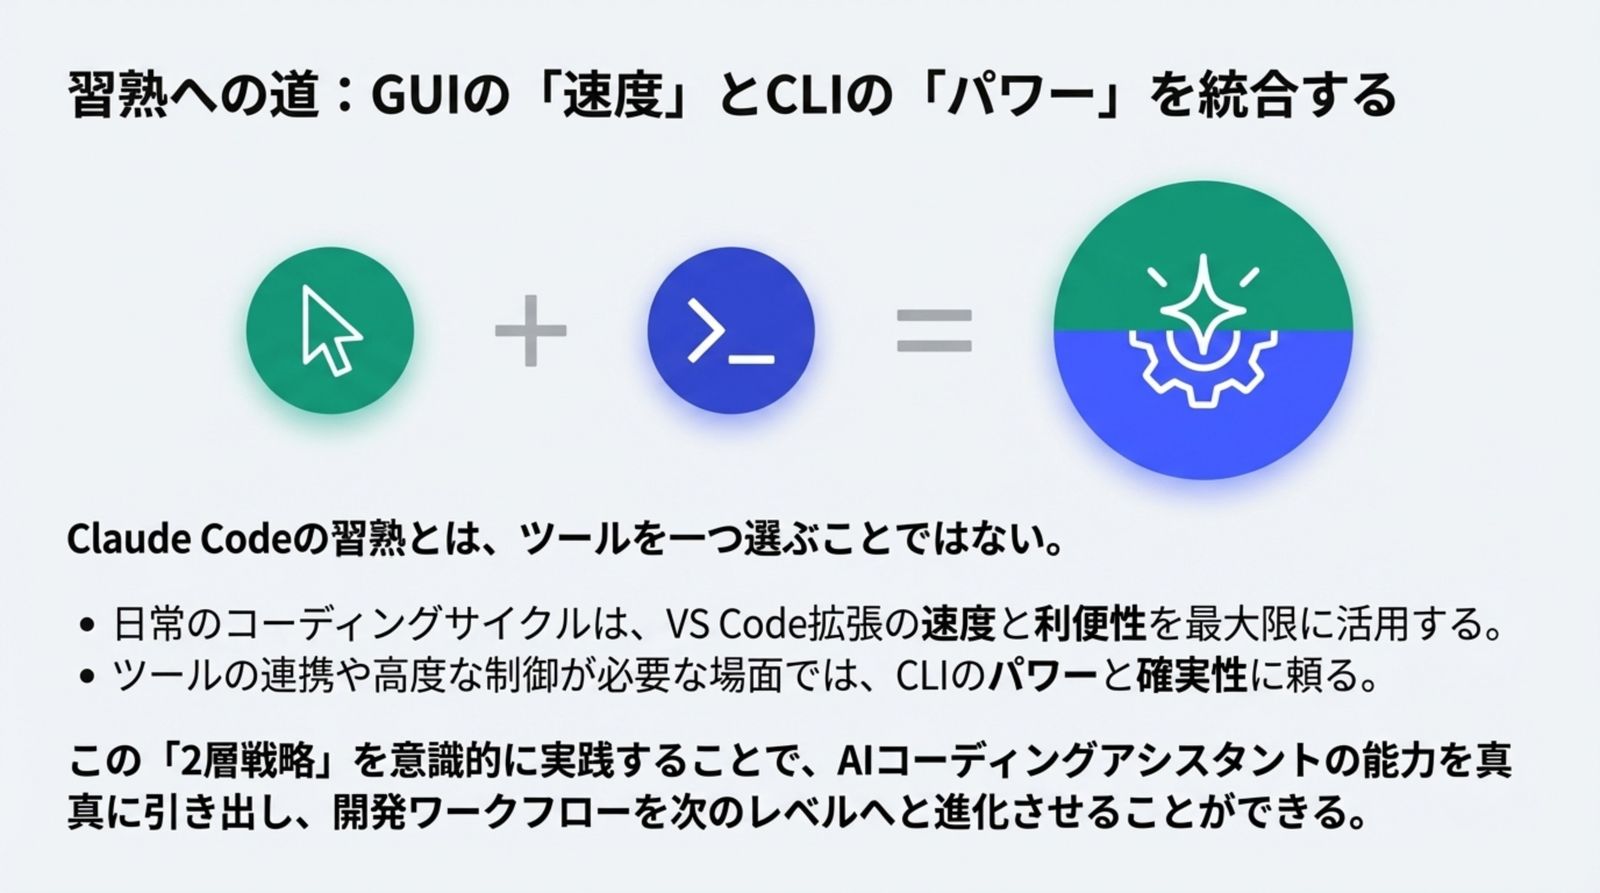 習熟への道：GUIの「速度」とCLIの「パワー」を統合する
Claude Codeの習熟とは、ツールを一つ選ぶことではない。
• 日常のコーディングサイクルは、VS Code拡張の速度と利便性を最大限に活用する。
• ツールの連携や高度な制御が必要な場面では、CLIのパワーと確実性に頼る。
この「2層戦略」を意識的に実践することで、AIコーディングアシスタントの能力を真
真に引き出し、開発ワークフローを次のレベルへと進化させることができる。